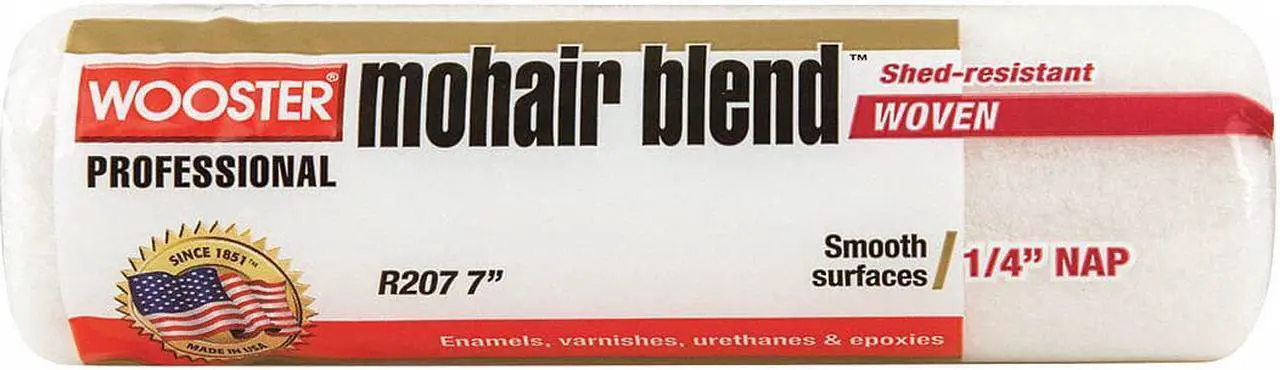 WOOSTER®
PROFESSIONAL
mohair blend™
Shed-resistant
WOVEN
SINCE 1851™
MADE IN USA
R207 7”
Smooth
surfaces
1/4” NAP
Enamels, varnishes, urethanes & epoxies